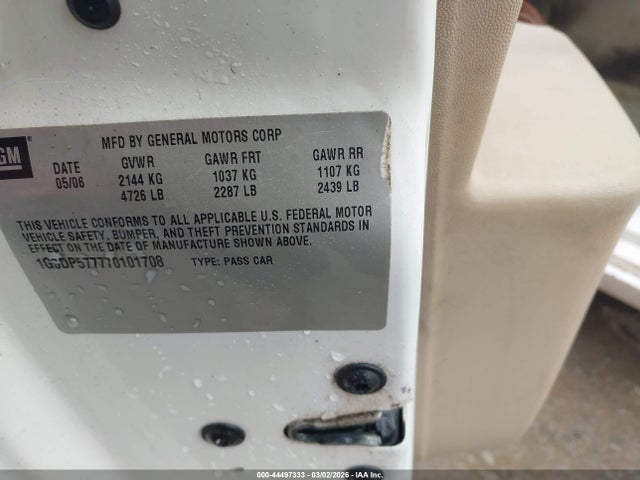 GM
MFD BY GENERAL MOTORS CORP
DATE GVWR GAWR FRT GAWR RR
05/06 2144 KG 1037 KG 1107 KG
4726 LB 2287 LB 2439 LB
THIS VEHICLE CONFORMS TO ALL APPLICABLE U.S. FEDERAL MOTOR
VEHICLE SAFETY, BUMPER, AND THEFT PREVENTION STANDARDS IN
EFFECT ON THE DATE OF MANUFACTURE SHOWN ABOVE.
1G6DP577770101708 TYPE: PASS CAR
000-44497333 - 03/02/2026 - IAA Inc.